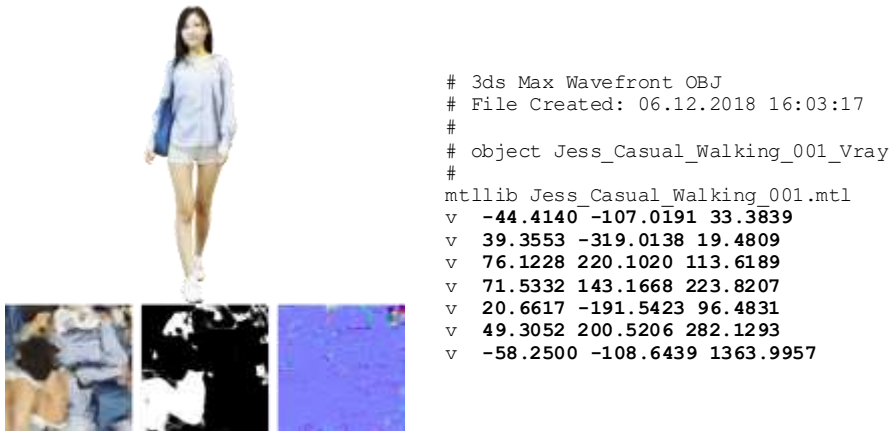 # 3ds Max Wavefront OBJ
# File Created: 06.12.2018 16:03:17
#
# object Jess_Casual_Walking_001_Vray
#
mtllib Jess_Casual_Walking_001.mtl
v  -44.4140 -107.0191 33.3839
v  39.3553 -319.0138 19.4809
v  76.1228 220.1020 113.6189
v  71.5332 143.1668 223.8207
v  20.6617 -191.5423 96.4831
v  49.3052 200.5206 282.1293
v  -58.2500 -108.6439 1363.9957